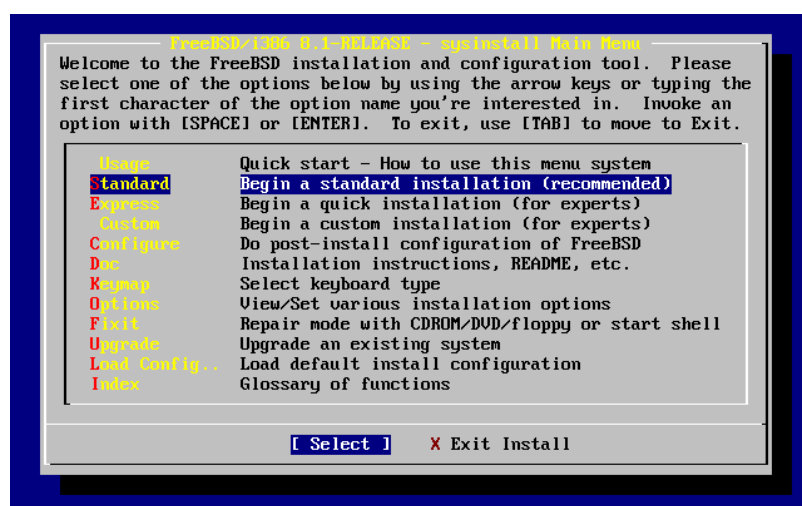 FreeBSD/i386 8.1-RELEASE - sysinstall Main Menu
Welcome to the FreeBSD installation and configuration tool.  Please
select one of the options below by using the arrow keys or typing the
first character of the option name you're interested in.  Invoke an
option with [SPACE] or [ENTER].  To exit, use [TAB] to move to Exit.
Usage Quick start - How to use this menu system
Standard Begin a standard installation (recommended)
Express Begin a quick installation (for experts)
Custom Begin a custom installation (for experts)
Configure Do post-install configuration of FreeBSD
Doc Installation instructions, README, etc.
Keymap Select keyboard type
Options View/Set various installation options
Fixit Repair mode with CDROM/DVD/floppy or start shell
Upgrade Upgrade an existing system
Load Config.. Load default install configuration
Index Glossary of functions
[ Select ] X Exit Install